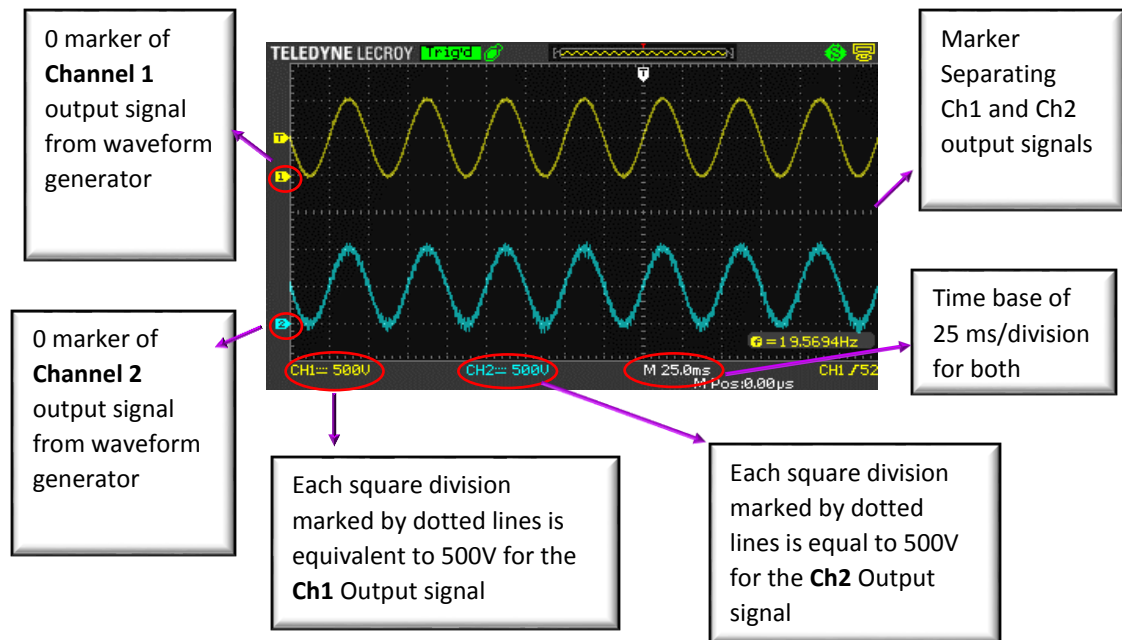 0 marker of
Channel 1
output signal
from waveform
generator
TELEDYNE LECROY Trig'd
T
T
1
2
f = 19.5694Hz
CH1 500V CH2 500V M 25.0ms CH1 52
M Pos:0.00µs
Marker
Separating
Ch1 and Ch2
output signals
0 marker of
Channel 2
output signal
from waveform
generator
Time base of
25 ms/division
for both
Each square division
marked by dotted lines is
equivalent to 500V for the
Ch1 Output signal
Each square division
marked by dotted
lines is equal to 500V
for the Ch2 Output
signal